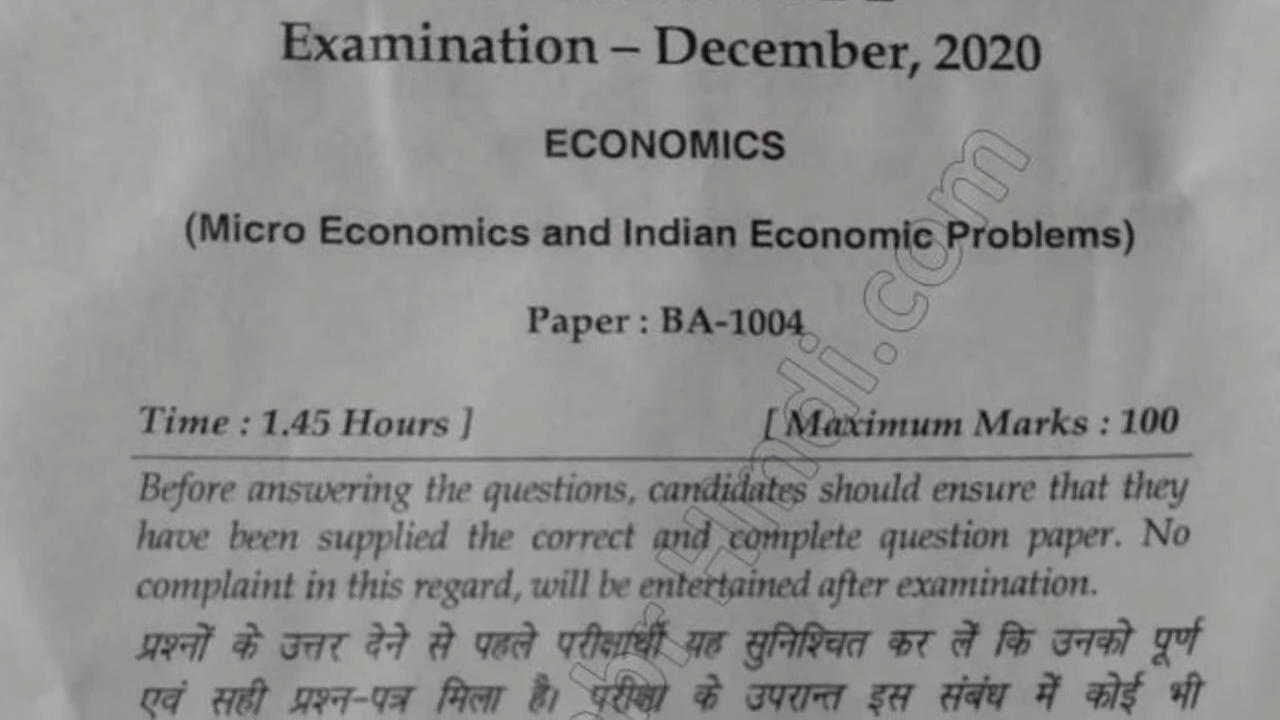 Examination – December, 2020
ECONOMICS
(Micro Economics and Indian Economic Problems)
Paper : BA-1004
Time : 1.45 Hours ]
[ Maximum Marks : 100
Before answering the questions, candidates should ensure that they
have been supplied the correct and complete question paper. No
complaint in this regard, will be entertained after examination.
प्रश्नों के उत्तर देने से पहले परीक्षार्थी यह सुनिश्चित कर लें कि उनको पूर्ण
एवं सही प्रश्न-पत्र मिला है। परीक्षा के उपरान्त इस संबंध में कोई भी
Hindi.com